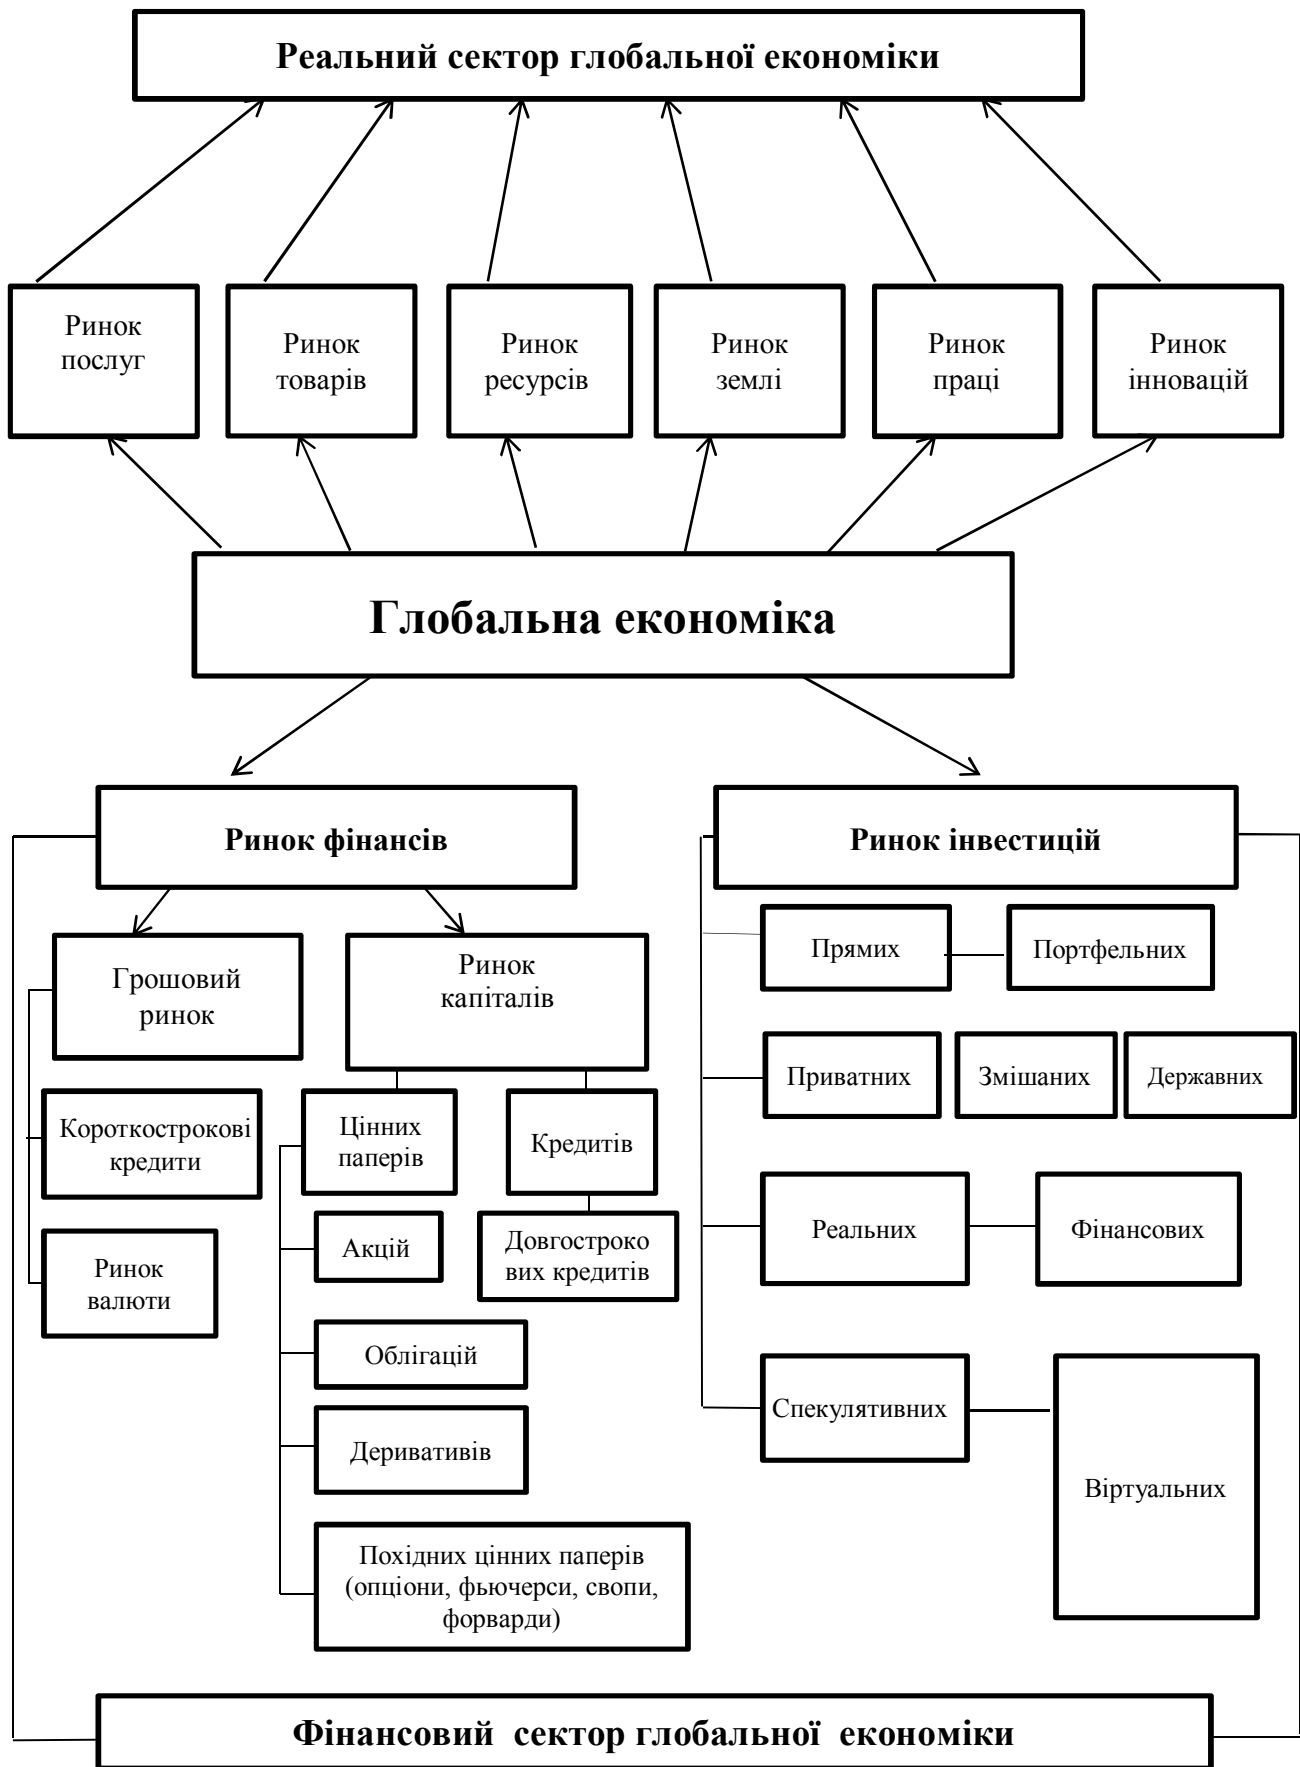 Реальний сектор глобальної економіки
Ринок
послуг
Ринок
товарів
Ринок
ресурсів
Ринок
землі
Ринок
праці
Ринок
інновацій
Глобальна економіка
Ринок фінансів
Ринок інвестицій
Грошовий
ринок
Ринок
капіталів
Прямих
Портфельних
Приватних
Змішаних
Державних
Короткострокові
кредити
Цінних
паперів
Кредитів
Ринок
валюти
Акцій
Довгостроко
вих кредитів
Реальних
Фінансових
Облігацій
Спекулятивних
Деривативів
Віртуальних
Похідних цінних паперів
(опціони, фьючерси, свопи,
форварди)
Фінансовий сектор глобальної економіки